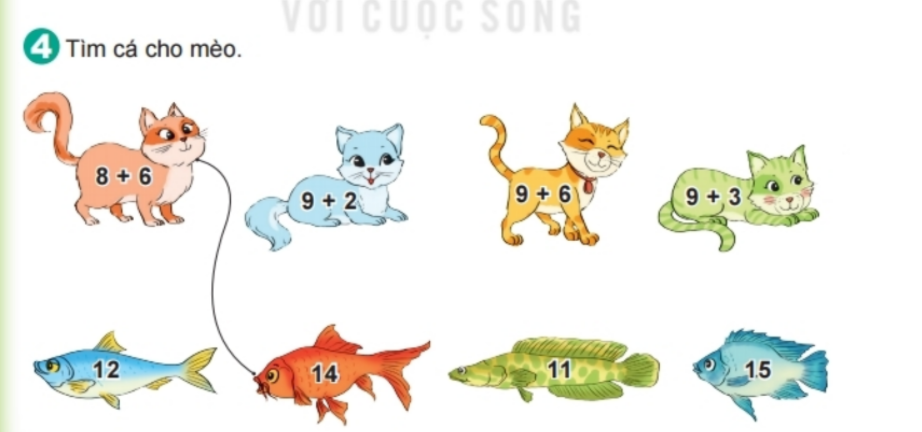 VỚI CUỘC SỐNG
4 Tìm cá cho mèo.
8 + 6
9 + 2
9 + 6
9 + 3
12
14
11
15